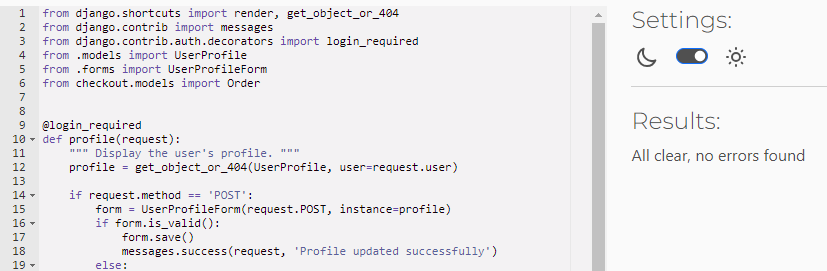 1 from django.shortcuts import render, get_object_or_404
2 from django.contrib import messages
3 from django.contrib.auth.decorators import login_required
4 from .models import UserProfile
5 from .forms import UserProfileForm
6 from checkout.models import Order
7
8
9 @login_required
10 def profile(request):
11     """ Display the user's profile. """
12     profile = get_object_or_404(UserProfile, user=request.user)
13
14     if request.method == 'POST':
15         form = UserProfileForm(request.POST, instance=profile)
16         if form.is_valid():
17             form.save()
18             messages.success(request, 'Profile updated successfully')
19         else:
Settings:
Results:
All clear, no errors found